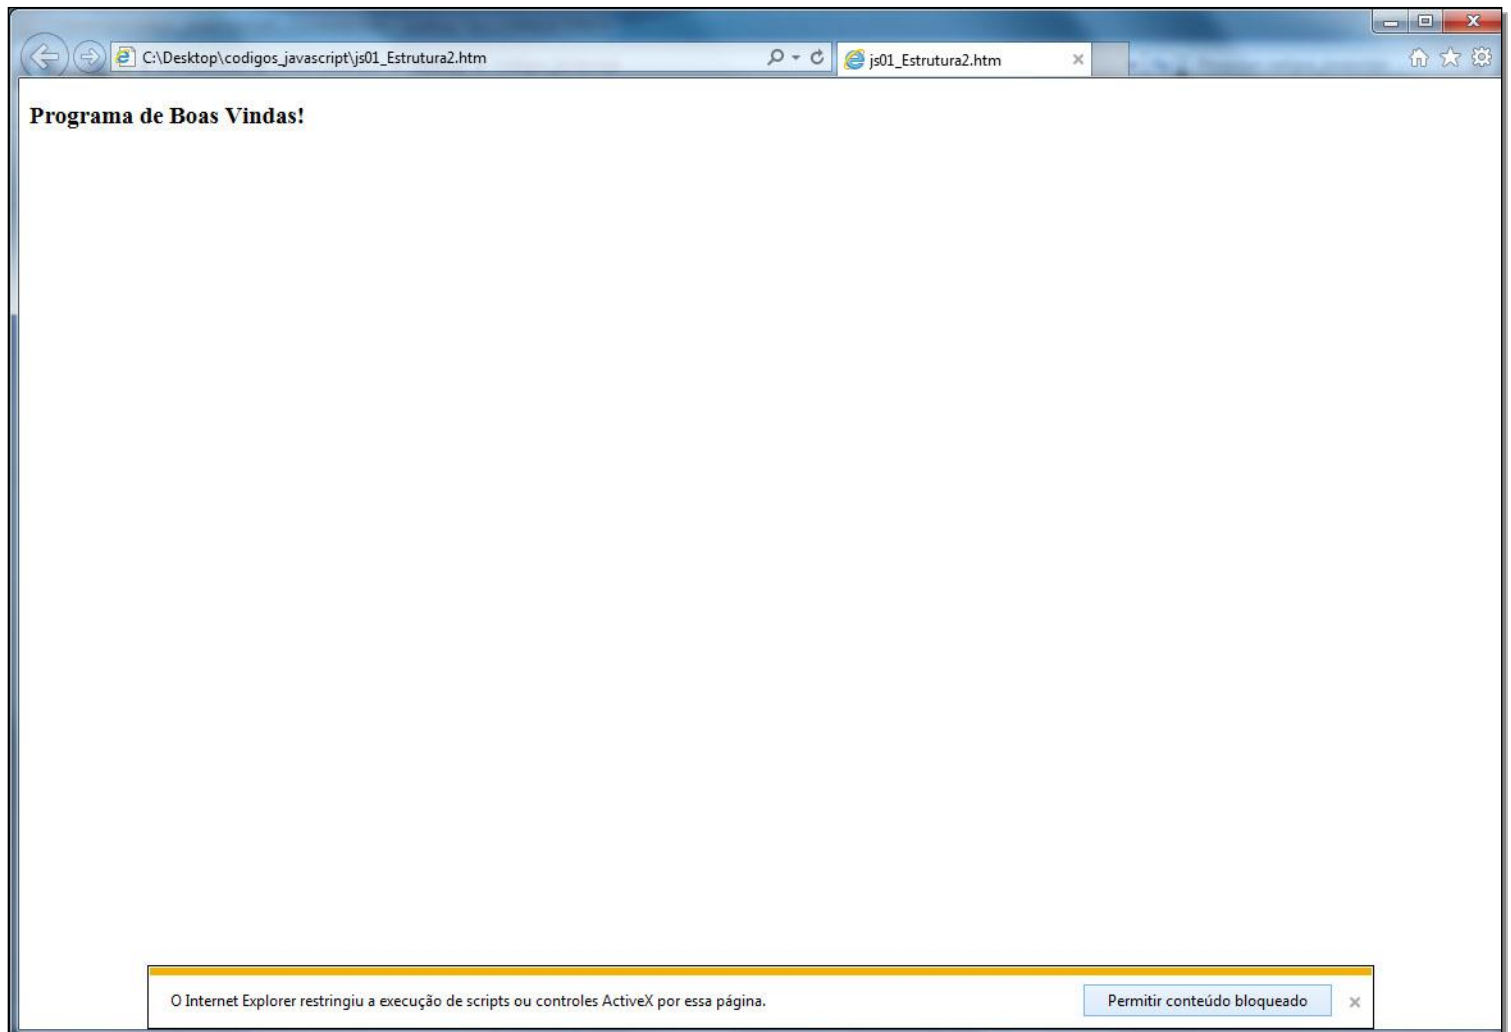 C:\Desktop\codigos_javascript\js01_Estrutura2.htm
js01_Estrutura2.htm
Programa de Boas Vindas!
O Internet Explorer restringiu a execução de scripts ou controles ActiveX por essa página.
Permitir conteúdo bloqueado